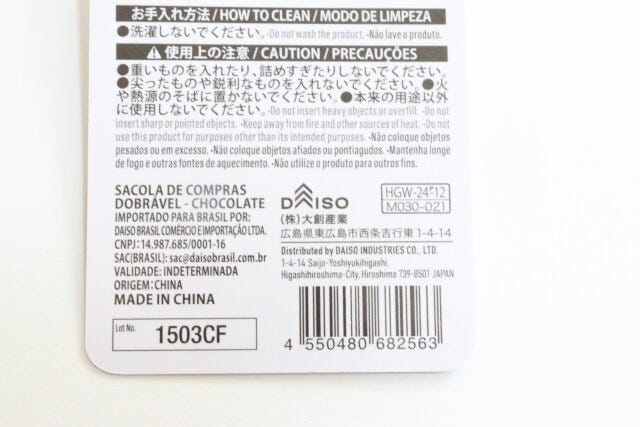 お手入れ方法 / HOW TO CLEAN / MODO DE LIMPEZA
●洗濯しないでください。・Do not wash the product. ・Não lave o produto.
⚠ 使用上の注意 / CAUTION / PRECAUÇÕES
●重いものを入れたり、詰めすぎたりしないでください。
●尖ったものや鋭利なものを入れないでください。●火
や熱源のそばに置かないでください。●本来の用途以外
に使用しないでください。・Do not insert heavy objects or overfill. ・Do not
insert sharp or pointed objects. ・Keep away from fire and other sources of heat. ・Do not
use this product for purposes other than its intended purposes. ・Não coloque objetos
pesados ou em excesso. ・Não coloque objetos afiados ou pontiagudos. ・Mantenha longe
de fogo e outras fontes de aquecimento. ・Não utilize o produto para outros fins.
SACOLA DE COMPRAS
DOBRÁVEL - CHOCOLATE
IMPORTADO PARA BRASIL POR:
DAISO BRASIL COMÉRCIO E IMPORTAÇÃO LTDA.
CNPJ: 14.987.685/0001-16
SAC(BRASIL): sac@daisobrasil.com.br
VALIDADE: INDETERMINADA
ORIGEM: CHINA
MADE IN CHINA
Lot No. 1503CF
DAISO
(株)大創産業
広島県東広島市西条吉行東 1-4-14
Distributed by DAISO INDUSTRIES CO., LTD.
1-4-14 Saijo-Yoshiyukihigashi,
Higashihiroshima-City, Hiroshima 739-8501 JAPAN
HGW-24 12
M030-021
4 550480 682563